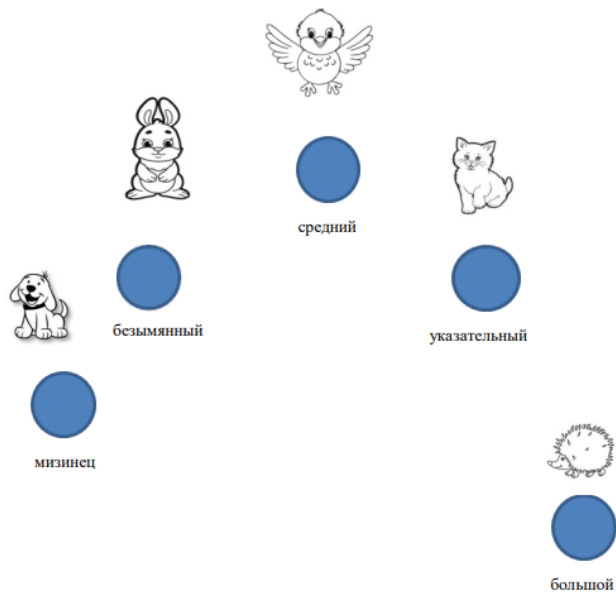 средний
безымянный
указательный
мизинец
большой